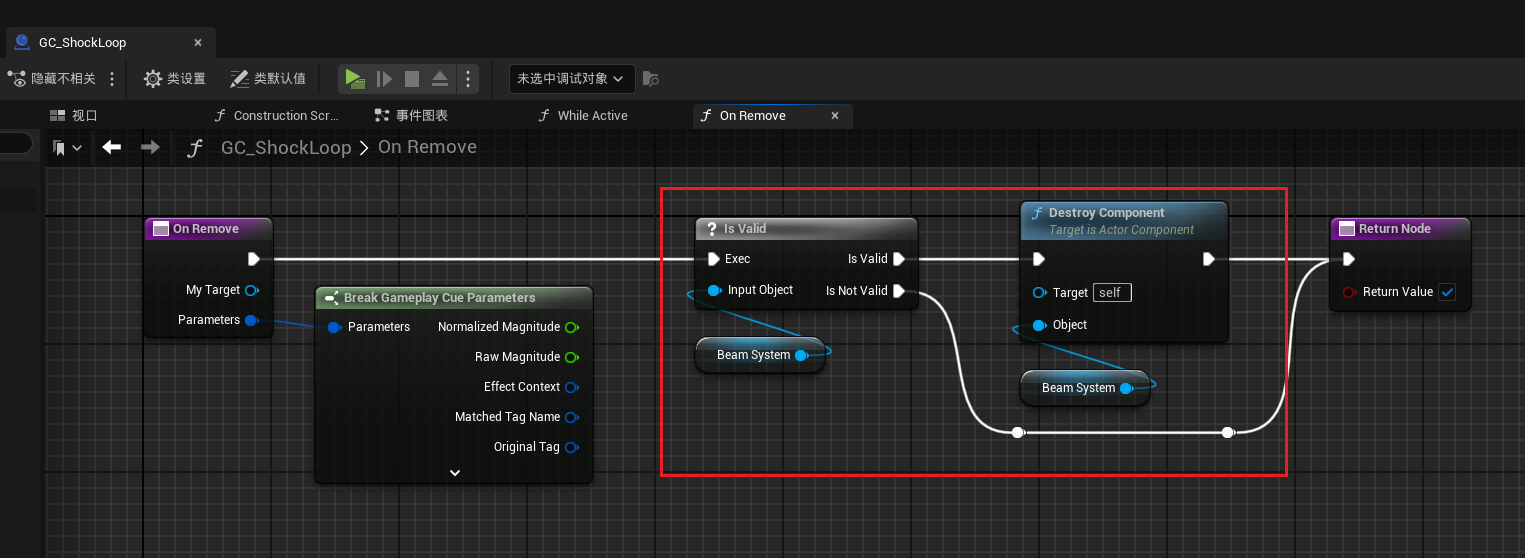 GC_ShockLoop
隐藏不相关
类设置
类默认值
未选中调试对象
视口
Construction Scr...
事件图表
While Active
On Remove
GC_ShockLoop
On Remove
On Remove
My Target
Parameters
Break Gameplay Cue Parameters
Parameters
Normalized Magnitude
Raw Magnitude
Effect Context
Matched Tag Name
Original Tag
Is Valid
Exec
Is Valid
Input Object
Is Not Valid
Beam System
Destroy Component
Target is Actor Component
Target self
Object
Beam System
Return Node
Return Value